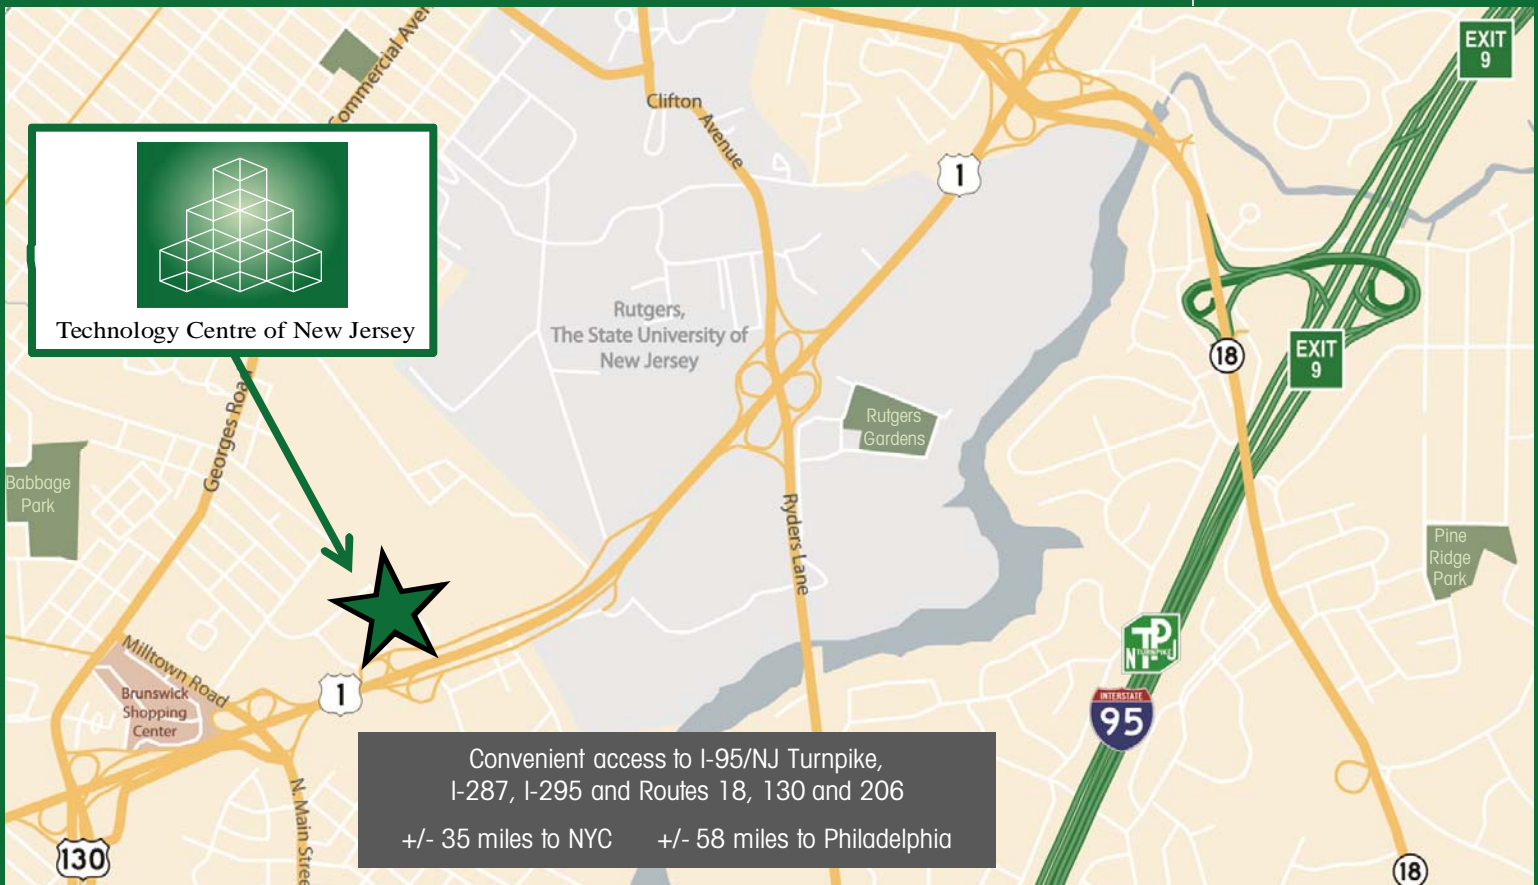 EXIT
9
Commercial Aven
Clifton
Avenue
1
Technology Centre of New Jersey
Rutgers,
The State University of
New Jersey
18
EXIT
9
Georges Road
Rutgers
Gardens
Babbage
Park
Ryders Lane
Pine
Ridge
Park
Milltown Road
NTPJ
TURNPIKE
Brunswick
Shopping
Center
1
INTERSTATE
95
Convenient access to I-95/NJ Turnpike,
I-287, I-295 and Routes 18, 130 and 206
+/- 35 miles to NYC +/- 58 miles to Philadelphia
N. Main Stree
130
18